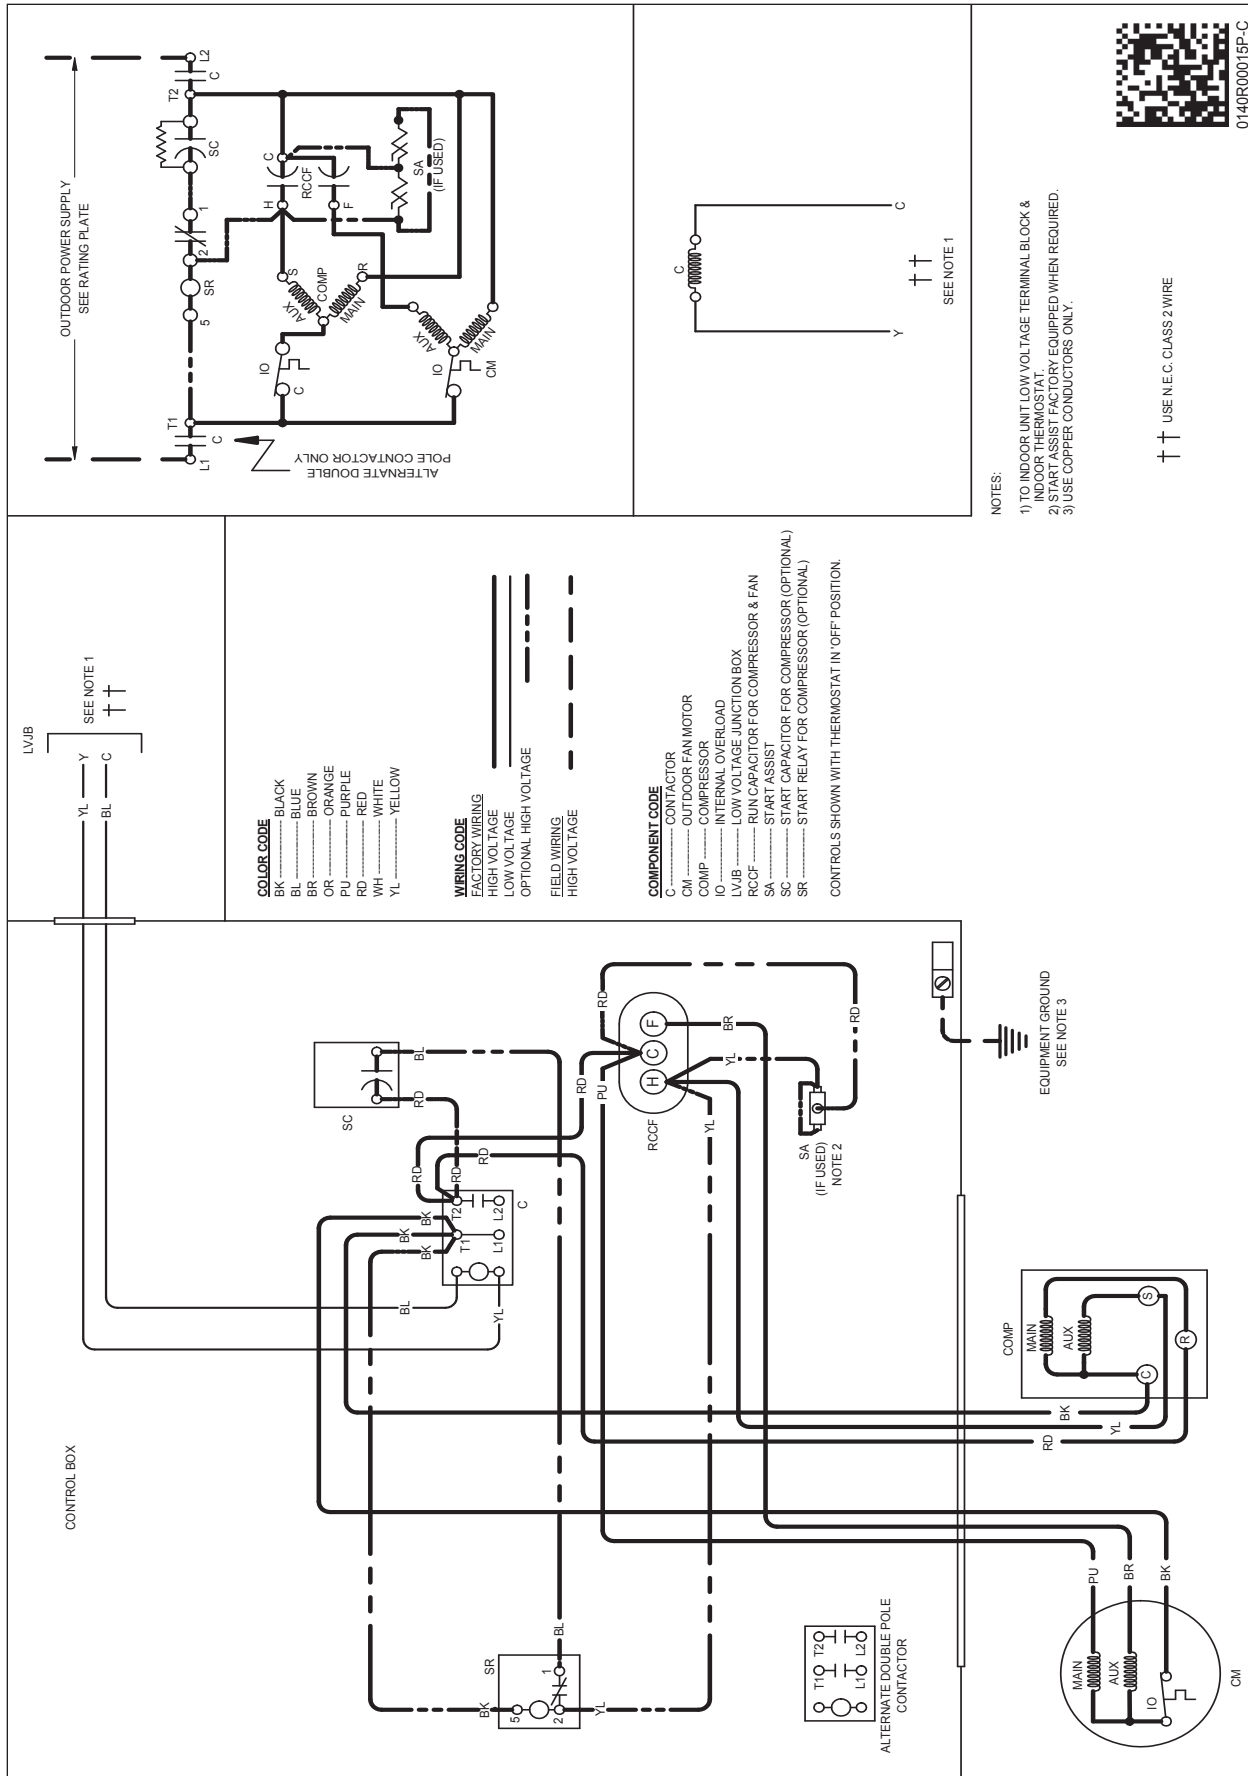 CONTROL BOX
LVJB
YL
Y
BL
C
SEE NOTE 1
SC
BL
RD
RD
RD
RD
RD
PU
BK
BK
BK
T2
T1
L2
L1
C
BL
YL
SR
BK
5
2
1
BL
YL
YL
RCCF
H
C
F
RD
YL
BR
RD
SA
(IF USED)
NOTE 2
ALTERNATE DOUBLE POLE
CONTACTOR
T1
T2
L1
L2
COMP
MAIN
AUX
C
S
R
BK
YL
RD
PU
BR
BK
MAIN
AUX
IO
CM
EQUIPMENT GROUND
SEE NOTE 3
COLOR CODE
BK ---------- BLACK
BL ---------- BLUE
BR ---------- BROWN
OR ---------- ORANGE
PU ---------- PURPLE
RD ---------- RED
WH ---------- WHITE
YL ---------- YELLOW
WIRING CODE
FACTORY WIRING
HIGH VOLTAGE
LOW VOLTAGE
OPTIONAL HIGH VOLTAGE
FIELD WIRING
HIGH VOLTAGE
COMPONENT CODE
C ---------- CONTACTOR
CM ---------- OUTDOOR FAN MOTOR
COMP ---------- COMPRESSOR
IO ---------- INTERNAL OVERLOAD
LVJB ---------- LOW VOLTAGE JUNCTION BOX
RCCF ---------- RUN CAPACITOR FOR COMPRESSOR & FAN
SA ---------- START ASSIST
SC ---------- START CAPACITOR FOR COMPRESSOR (OPTIONAL)
SR ---------- START RELAY FOR COMPRESSOR (OPTIONAL)
CONTROLS SHOWN WITH THERMOSTAT IN 'OFF' POSITION.
OUTDOOR POWER SUPPLY
SEE RATING PLATE
L1
C
T1
5
SR
2
1
SC
T2
C
L2
ALTERNATE DOUBLE
POLE CONTACTOR ONLY
C
IO
AUX
S
COMP
MAIN
R
H
C
RCCF
F
SA
(IF USED)
IO
CM
AUX
MAIN
C
Y
C
SEE NOTE 1
NOTES:
1) TO INDOOR UNIT LOW VOLTAGE TERMINAL BLOCK &
INDOOR THERMOSTAT.
2) START ASSIST FACTORY EQUIPPED WHEN REQUIRED.
3) USE COPPER CONDUCTORS ONLY.
†† USE N.E.C. CLASS 2 WIRE
0140R00015P-C